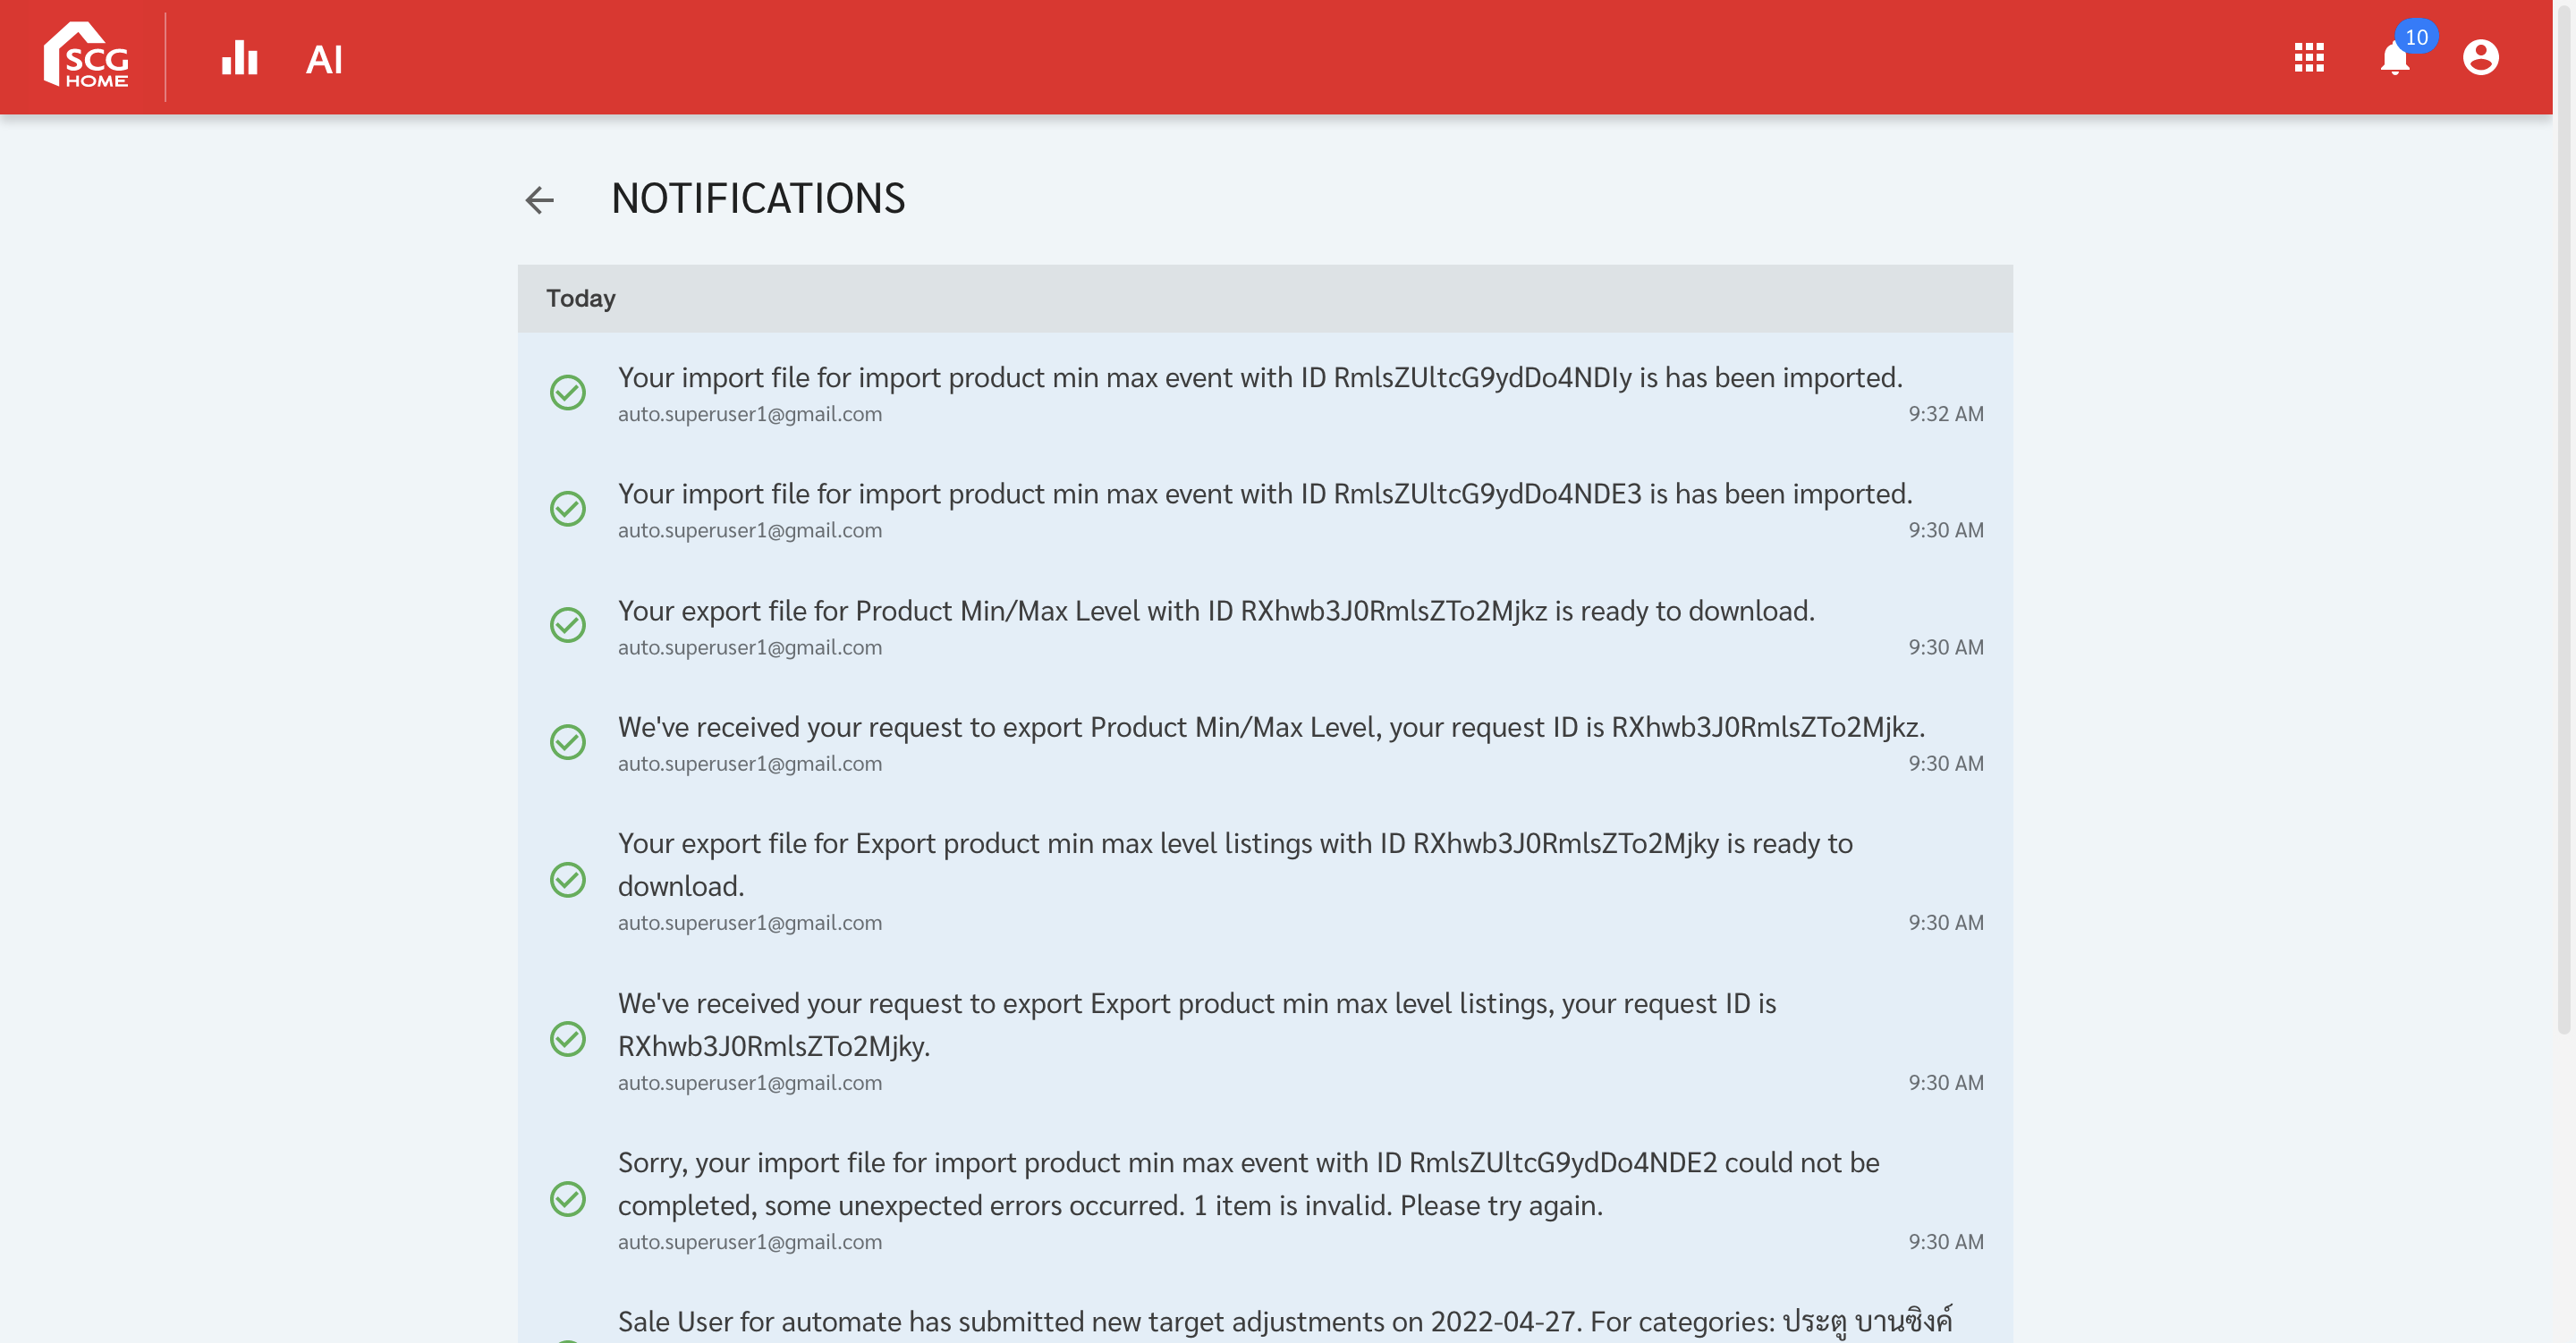 SCG
HOME
AI
10
NOTIFICATIONS
Today
Your import file for import product min max event with ID RmlsZUltcG9ydDo4NDIy is has been imported.
auto.superuser1@gmail.com 9:32 AM
Your import file for import product min max event with ID RmlsZUltcG9ydDo4NDE3 is has been imported.
auto.superuser1@gmail.com 9:30 AM
Your export file for Product Min/Max Level with ID RXhwb3J0RmlsZTo2Mjkz is ready to download.
auto.superuser1@gmail.com 9:30 AM
We've received your request to export Product Min/Max Level, your request ID is RXhwb3J0RmlsZTo2Mjkz.
auto.superuser1@gmail.com 9:30 AM
Your export file for Export product min max level listings with ID RXhwb3J0RmlsZTo2Mjky is ready to
download.
auto.superuser1@gmail.com 9:30 AM
We've received your request to export Export product min max level listings, your request ID is
RXhwb3J0RmlsZTo2Mjky.
auto.superuser1@gmail.com 9:30 AM
Sorry, your import file for import product min max event with ID RmlsZUltcG9ydDo4NDE2 could not be
completed, some unexpected errors occurred. 1 item is invalid. Please try again.
auto.superuser1@gmail.com 9:30 AM
Sale User for automate has submitted new target adjustments on 2022-04-27. For categories: ประตู บานซิงค์